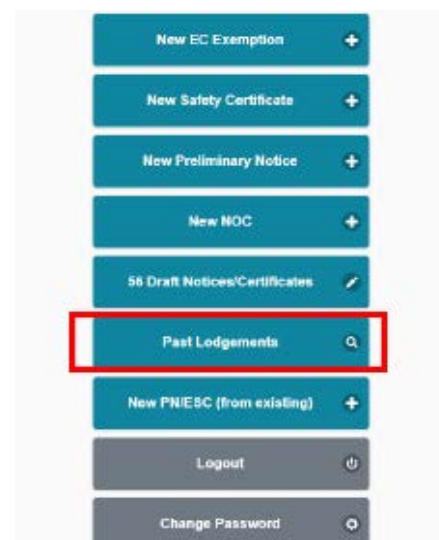 New EC Exemption
New Safety Certificate
New Preliminary Notice
New NOC
56 Draft Notices/Certificates
Past Lodgements
New PN/ESC (from existing)
Logout
Change Password